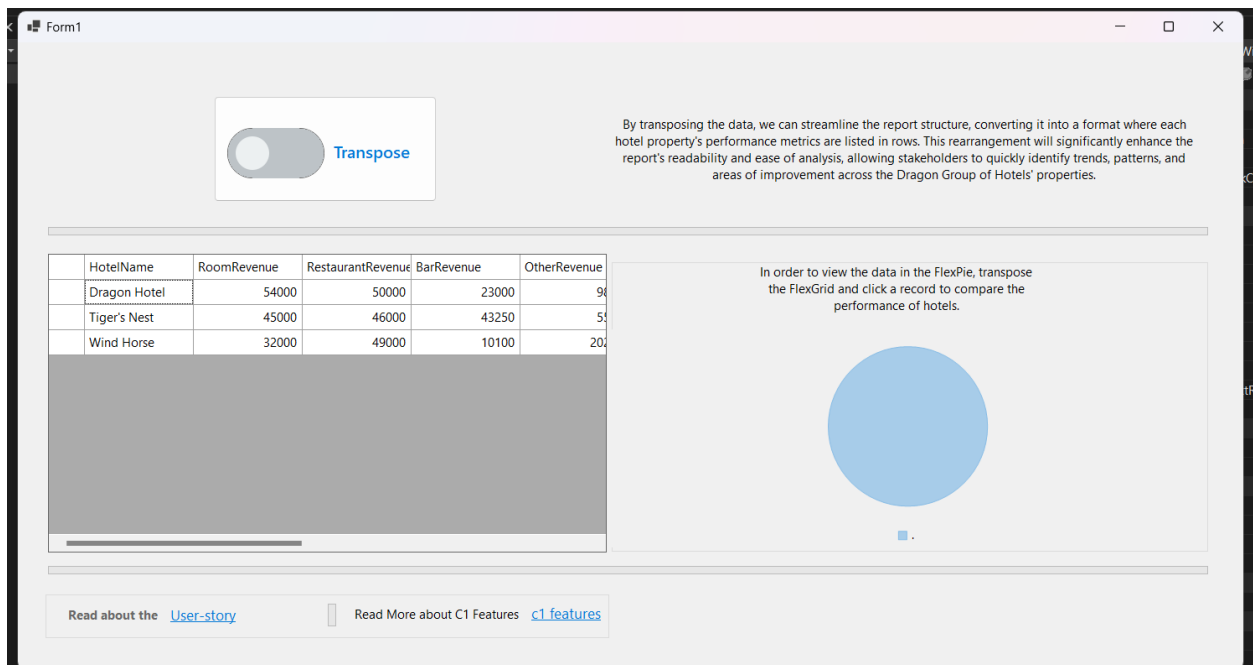 Form1
Transpose
By transposing the data, we can streamline the report structure, converting it into a format where each
hotel property's performance metrics are listed in rows. This rearrangement will significantly enhance the
report's readability and ease of analysis, allowing stakeholders to quickly identify trends, patterns, and
areas of improvement across the Dragon Group of Hotels' properties.
HotelName RoomRevenue RestaurantRevenue BarRevenue OtherRevenue
Dragon Hotel 54000 50000 23000
Tiger's Nest 45000 46000 43250
Wind Horse 32000 49000 10100
In order to view the data in the FlexPie, transpose
the FlexGrid and click a record to compare the
performance of hotels.
.
Read about the User-story
Read More about C1 Features c1 features